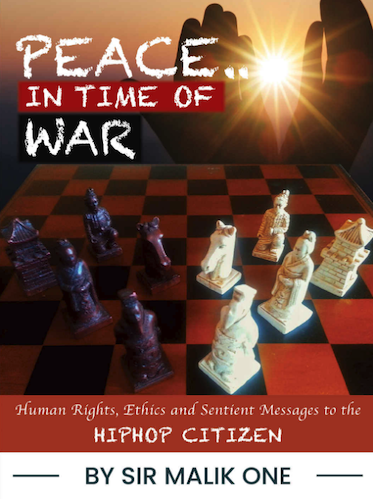 PEACE..
IN TIME OF
WAR
Human Rights, Ethics and Sentient Messages to the
HIPHOP CITIZEN
BY SIR MALIK ONE